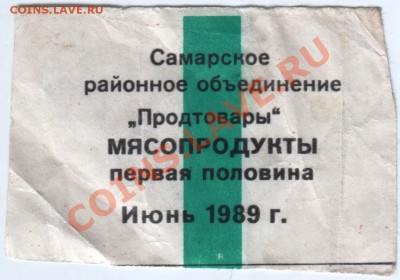 COINS.LAVE.RU
Самарское
районное объединение
„Продтовары“
МЯСОПРОДУКТЫ
первая половина
Июнь 1989 г.
COINS.LAVE.RU